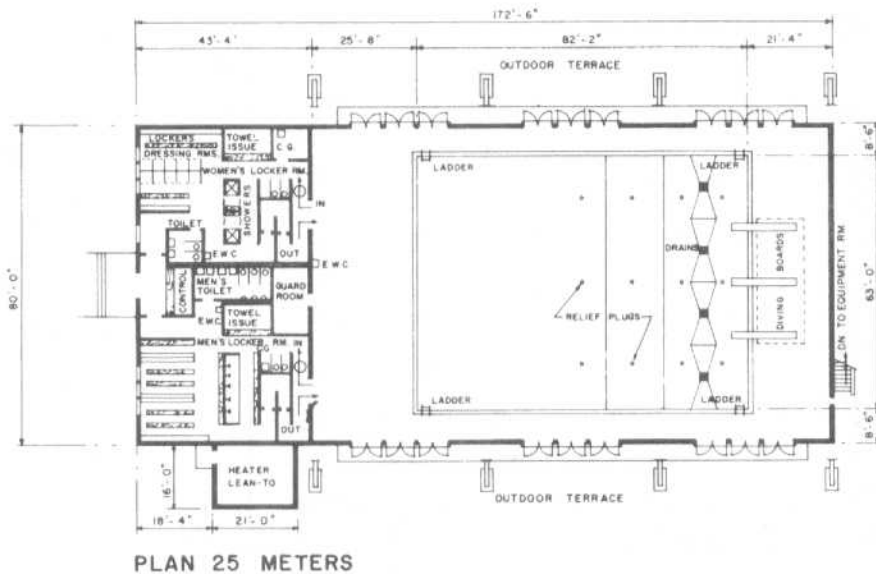 172'-6"
43'-4" 25'-8" 82'-2" 21'-4"
OUTDOOR TERRACE
LOCKERS
DRESSING RMS.
TOWEL
ISSUE
C.G.
WOMEN'S LOCKER RM.
SHOWERS
IN
TOILET
E.W.C.
OUT
E.W.C.
CONTROL
MEN'S
TOILET
GUARD
ROOM
E.W.C.
TOWEL
ISSUE
MEN'S LOCKER RM.
C.G.
IN
OUT
80'-0"
LADDER
LADDER
DRAINS
RELIEF PLUGS
DIVING BOARDS
LADDER
LADDER
8'-6"
63'-0"
DN TO EQUIPMENT RM.
8'-6"
HEATER
LEAN-TO
16'-0"
18'-4" 21'-0"
OUTDOOR TERRACE
PLAN 25 METERS